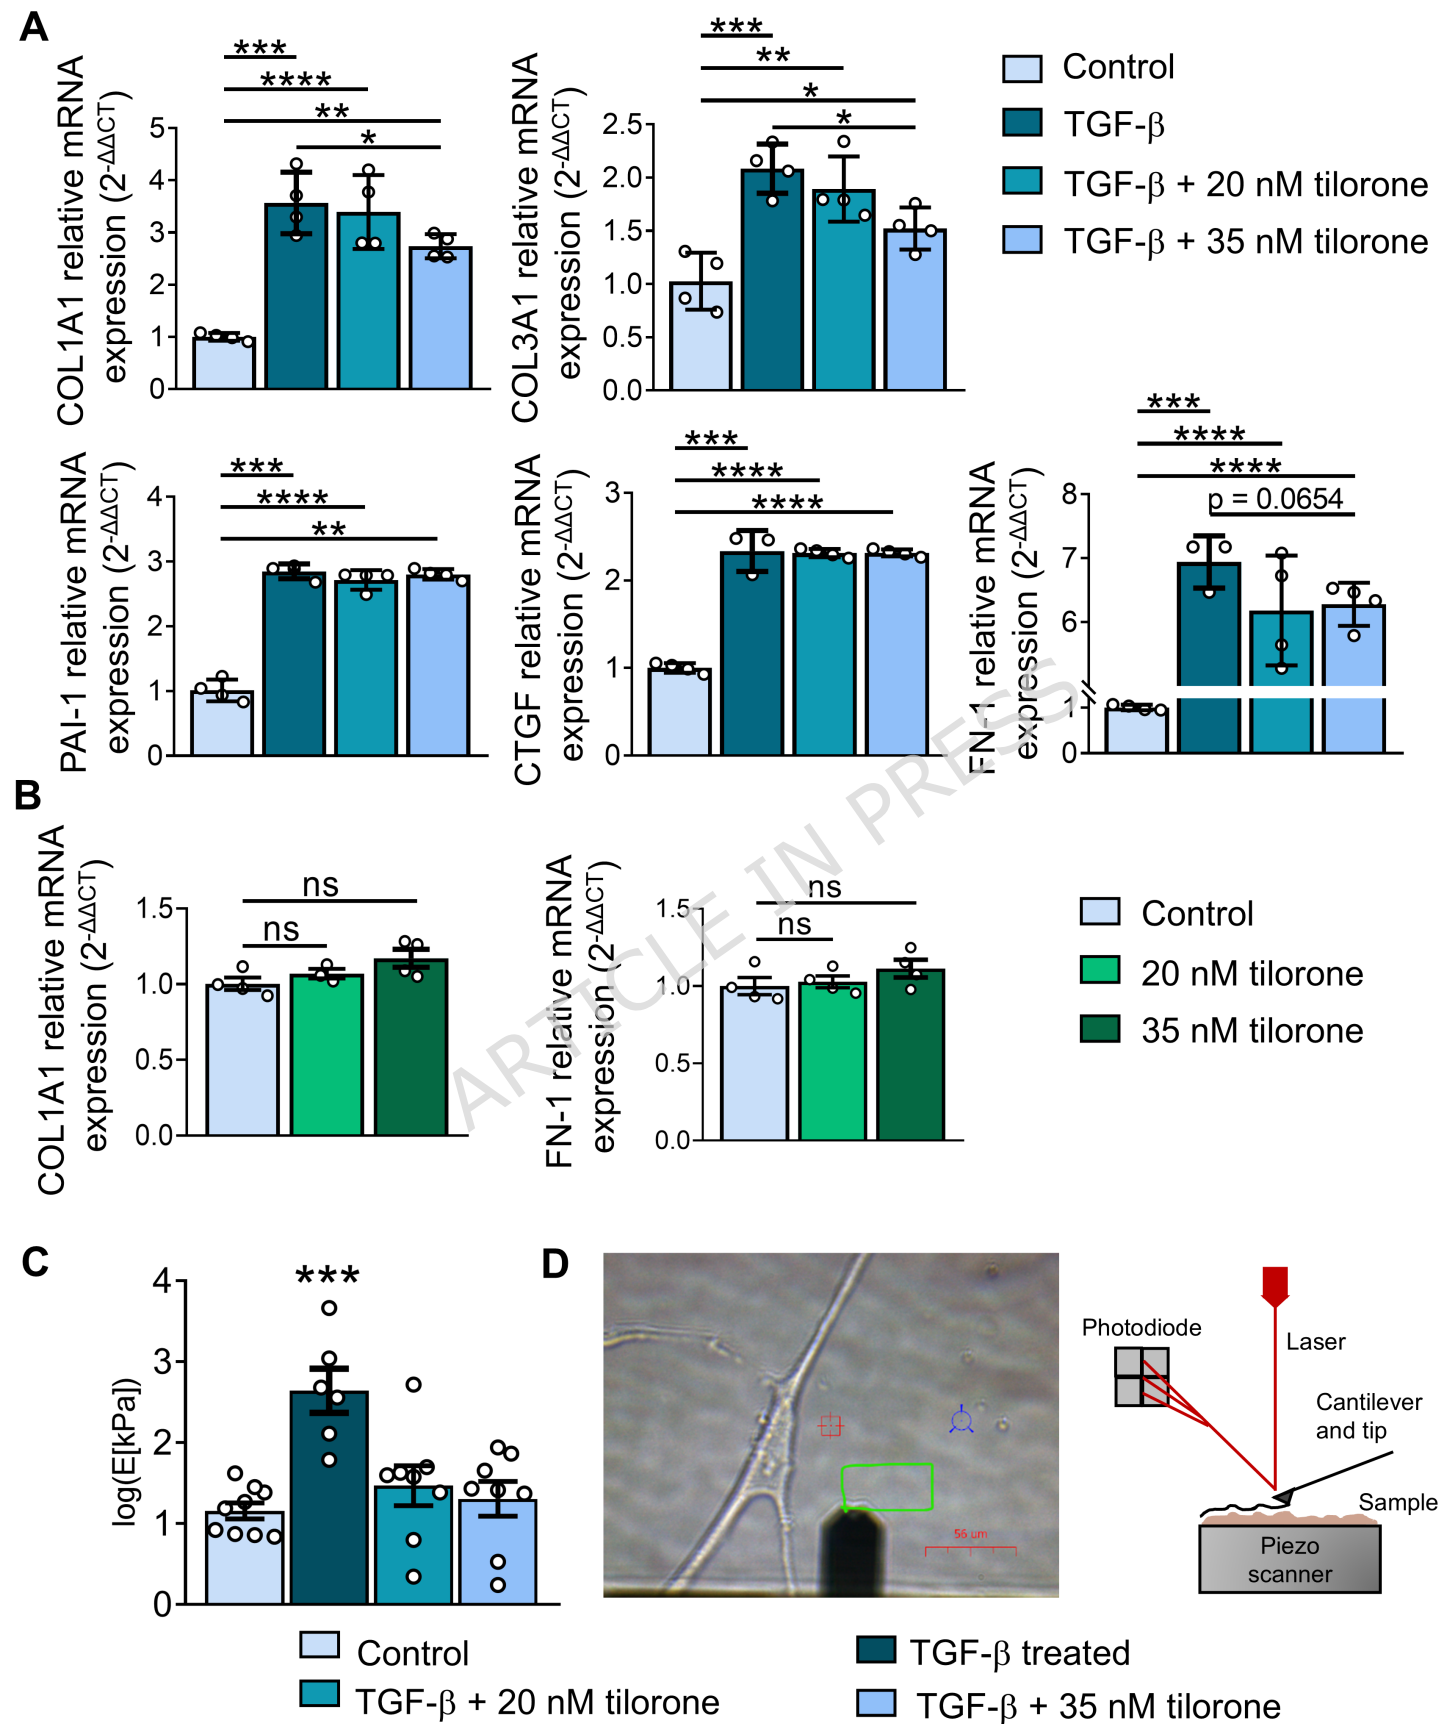 A
COL1A1 relative mRNA
expression (2-ΔΔCT)
5
4
3
2
1
0
***
****
**
*
COL3A1 relative mRNA
expression (2-ΔΔCT)
2.5
2.0
1.5
1.0
0.5
0.0
***
**
*
*
Control
TGF-β
TGF-β + 20 nM tilorone
TGF-β + 35 nM tilorone
PAI-1 relative mRNA
expression (2-ΔΔCT)
4
3
2
1
0
***
****
**
CTGF relative mRNA
expression (2-ΔΔCT)
3
2
1
0
***
****
****
FN-1 relative mRNA
expression (2-ΔΔCT)
8
7
6
1
0
***
****
****
p = 0.0654
ARTICLE IN PRESS
B
COL1A1 relative mRNA
expression (2-ΔΔCT)
1.5
1.0
0.5
0.0
ns
ns
FN-1 relative mRNA
expression (2-ΔΔCT)
1.5
1.0
0.5
0.0
ns
ns
Control
20 nM tilorone
35 nM tilorone
C
log(E[kPa])
4
3
2
1
0
***
D
56 um
Photodiode
Laser
Cantilever
and tip
Sample
Piezo
scanner
Control
TGF-β treated
TGF-β + 20 nM tilorone
TGF-β + 35 nM tilorone